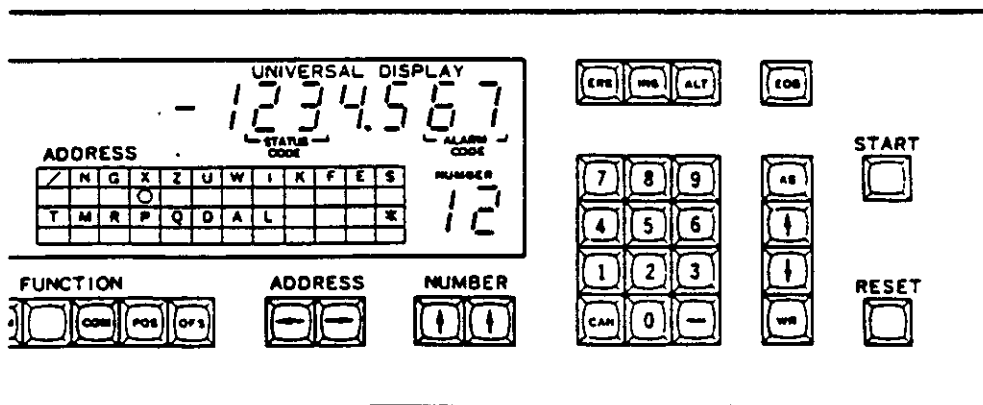 UNIVERSAL DISPLAY
-1234.567
STATUS CODE
ALARM CODE
ADDRESS
/ N G X Z U W I K F E S
T M R P Q D A L *
NUMBER
12
FUNCTION
COM POS OFS
ADDRESS
NUMBER
ERS INS ALT
EOB
7 8 9
4 5 6
1 2 3
CAN 0 -
AS
WR
START
RESET